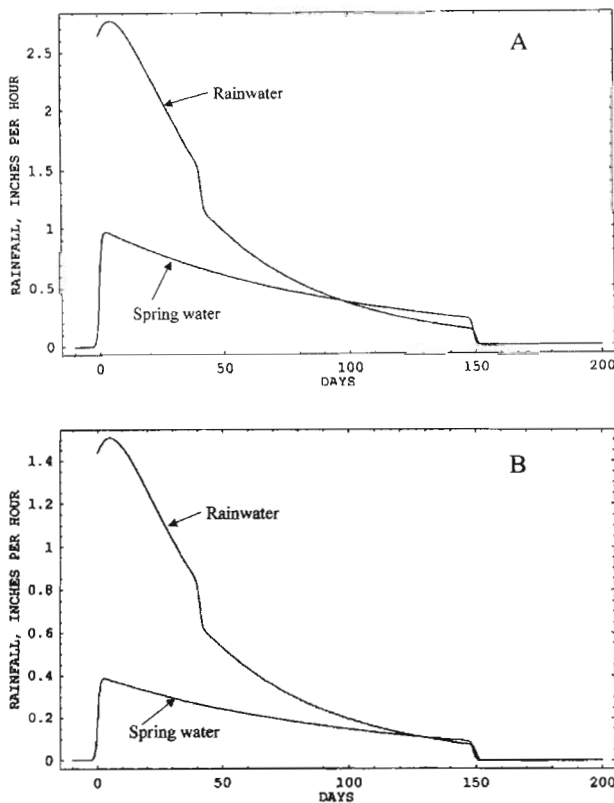 A
RAINFALL, INCHES PER HOUR
2.5
2
1.5
1
0.5
0
Rainwater
Spring water
0
50
100
150
200
DAYS
B
RAINFALL, INCHES PER HOUR
1.4
1.2
1
0.8
0.6
0.4
0.2
0
Rainwater
Spring water
0
50
100
150
200
DAYS